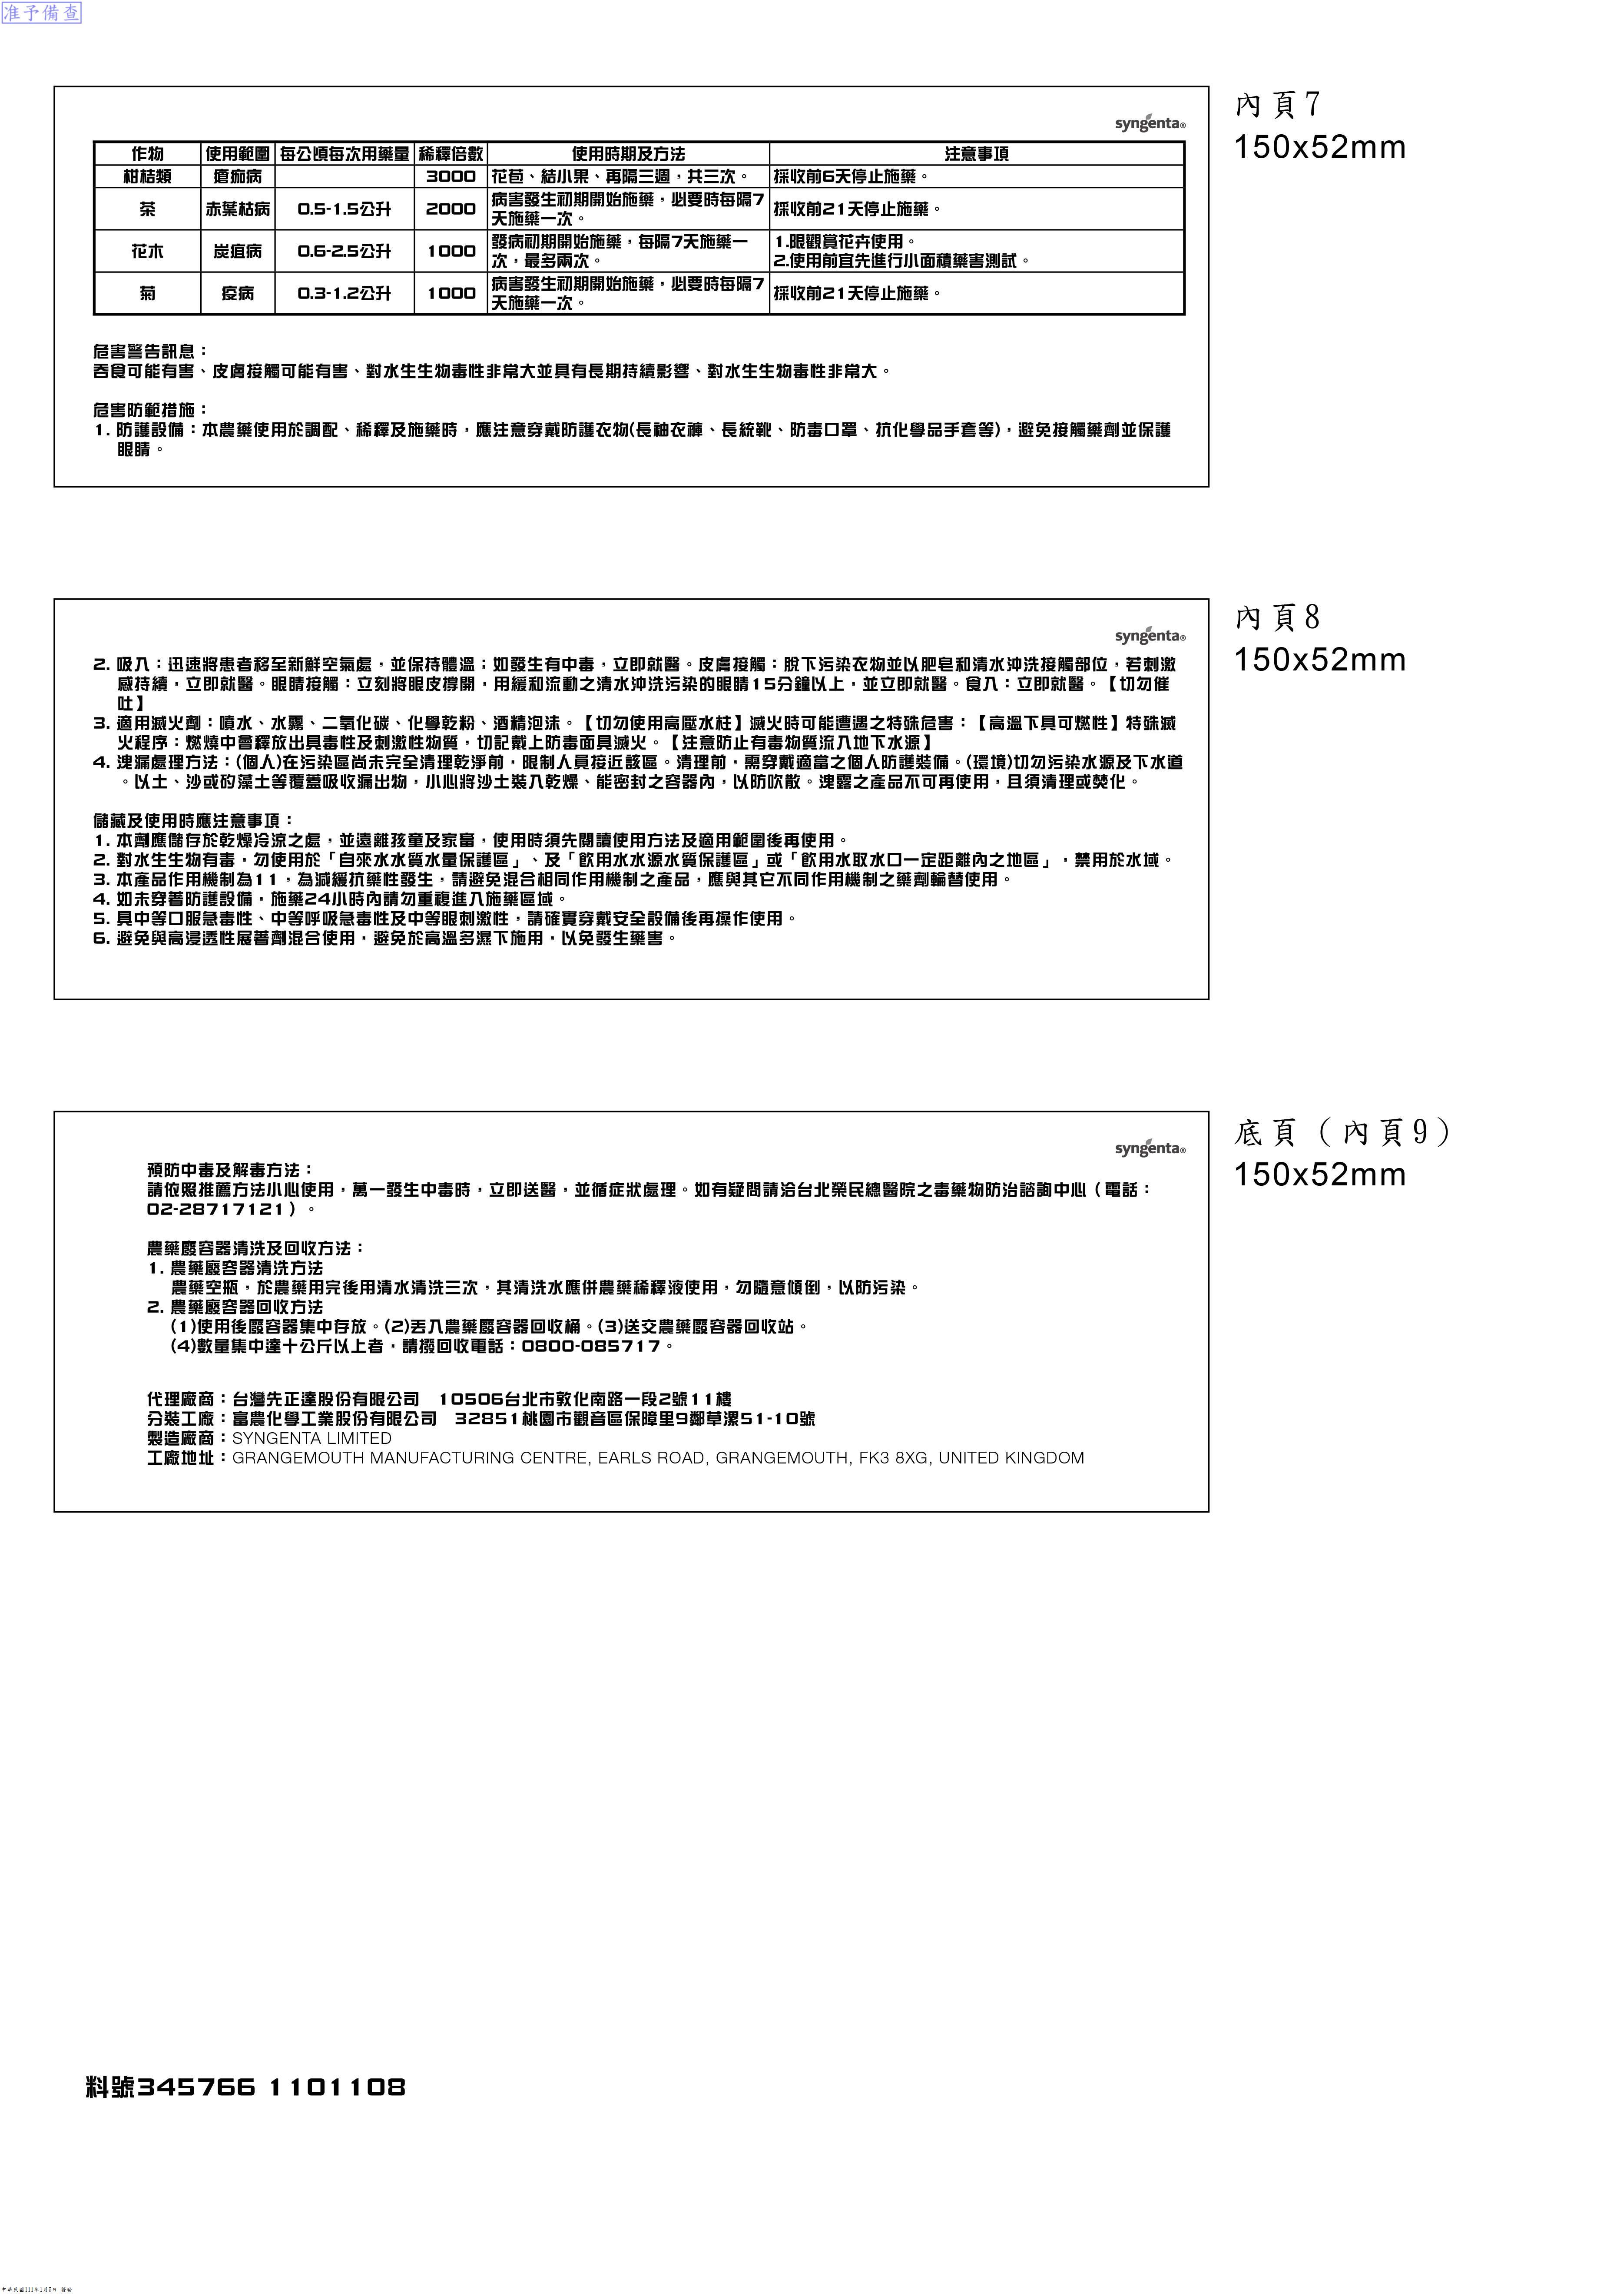 准予備查
內頁7
150x52mm
syngenta®
作物 使用範圍 每公頃每次用藥量 稀釋倍數 使用時期及方法 注意事項
柑桔類 瘡痂病 3000 花苞、結小果、再隔三週，共三次。 採收前6天停止施藥。
茶 赤葉枯病 0.5-1.5公升 2000 病害發生初期開始施藥，必要時每隔7
天施藥一次。 採收前21天停止施藥。
花木 炭疽病 0.6-2.5公升 1000 發病初期開始施藥，每隔7天施藥一
次，最多兩次。 1.限觀賞花卉使用。
2.使用前宜先進行小面積藥害測試。
菊 疫病 0.3-1.2公升 1000 病害發生初期開始施藥，必要時每隔7
天施藥一次。 採收前21天停止施藥。
危害警告訊息：
吞食可能有害、皮膚接觸可能有害、對水生生物毒性非常大並具有長期持續影響、對水生生物毒性非常大。
危害防範措施：
1. 防護設備：本農藥使用於調配、稀釋及施藥時，應注意穿戴防護衣物(長袖衣褲、長統靴、防毒口罩、抗化學品手套等)，避免接觸藥劑並保護
眼睛。
內頁8
150x52mm
syngenta®
2. 吸入：迅速將患者移至新鮮空氣處，並保持體溫；如發生有中毒，立即就醫。皮膚接觸：脫下污染衣物並以肥皂和清水沖洗接觸部位，若刺激
感持續，立即就醫。眼睛接觸：立刻將眼皮撐開，用緩和流動之清水沖洗污染的眼睛15分鐘以上，並立即就醫。食入：立即就醫。【切勿催
吐】
3. 適用滅火劑：噴水、水霧、二氧化碳、化學乾粉、酒精泡沫。【切勿使用高壓水柱】滅火時可能遭遇之特殊危害：【高溫下具可燃性】特殊滅
火程序：燃燒中會釋放出具毒性及刺激性物質，切記戴上防毒面具滅火。【注意防止有毒物質流入地下水源】
4. 洩漏處理方法：(個人)在污染區尚未完全清理乾淨前，限制人員接近該區。清理前，需穿戴適當之個人防護裝備。(環境)切勿污染水源及下水道
。以土、沙或矽藻土等覆蓋吸收漏出物，小心將沙土裝入乾燥、能密封之容器內，以防吹散。洩露之產品不可再使用，且須清理或焚化。
儲藏及使用時應注意事項：
1. 本劑應儲存於乾燥冷涼之處，並遠離孩童及家畜，使用時須先閱讀使用方法及適用範圍後再使用。
2. 對水生生物有毒，勿使用於「自來水水質水量保護區」、及「飲用水水源水質保護區」或「飲用水取水口一定距離內之地區」，禁用於水域。
3. 本產品作用機制為11，為減緩抗藥性發生，請避免混合相同作用機制之產品，應與其它不同作用機制之藥劑輪替使用。
4. 如未穿著防護設備，施藥24小時內請勿重複進入施藥區域。
5. 具中等口服急毒性、中等呼吸急毒性及中等眼刺激性，請確實穿戴安全設備後再操作使用。
6. 避免與高浸透性展著劑混合使用，避免於高溫多濕下施用，以免發生藥害。
底頁（內頁9）
150x52mm
syngenta®
預防中毒及解毒方法：
請依照推薦方法小心使用，萬一發生中毒時，立即送醫，並循症狀處理。如有疑問請洽台北榮民總醫院之毒藥物防治諮詢中心（電話：
02-28717121）。
農藥廢容器清洗及回收方法：
1. 農藥廢容器清洗方法
農藥空瓶，於農藥用完後用清水清洗三次，其清洗水應併農藥稀釋液使用，勿隨意傾倒，以防污染。
2. 農藥廢容器回收方法
(1)使用後廢容器集中存放。(2)丟入農藥廢容器回收桶。(3)送交農藥廢容器回收站。
(4)數量集中達十公斤以上者，請撥回收電話：0800-085717。
代理廠商：台灣先正達股份有限公司 10506台北市敦化南路一段2號11樓
分裝工廠：富農化學工業股份有限公司 32851桃園市觀音區保障里9鄰草漯51-10號
製造廠商：SYNGENTA LIMITED
工廠地址：GRANGEMOUTH MANUFACTURING CENTRE, EARLS ROAD, GRANGEMOUTH, FK3 8XG, UNITED KINGDOM
料號345766 1101108